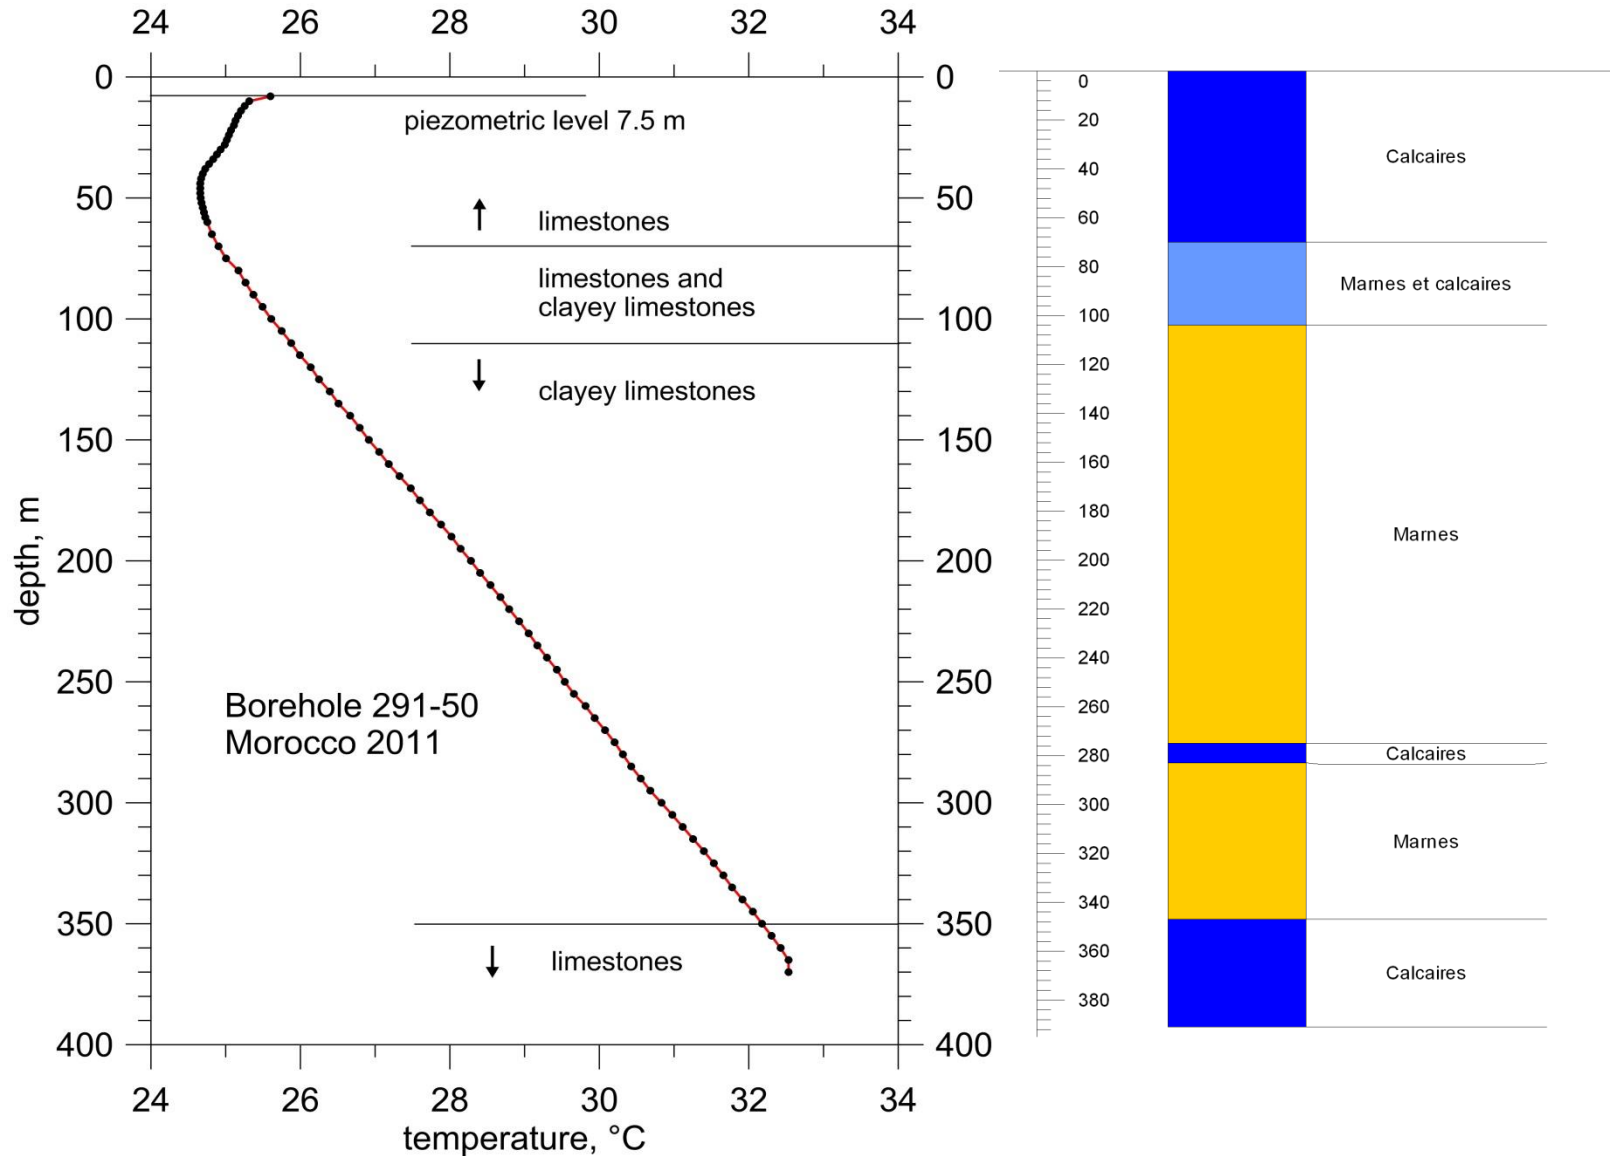 24 26 28 30 32 34
0
50
100
150
200
250
300
350
400
depth, m
piezometric level 7.5 m
limestones
limestones and
clayey limestones
clayey limestones
Borehole 291-50
Morocco 2011
limestones
0
50
100
150
200
250
300
350
400
24 26 28 30 32 34
temperature, °C
0
20
40
60
80
100
120
140
160
180
200
220
240
260
280
300
320
340
360
380
Calcaires
Marnes et calcaires
Marnes
Calcaires
Marnes
Calcaires